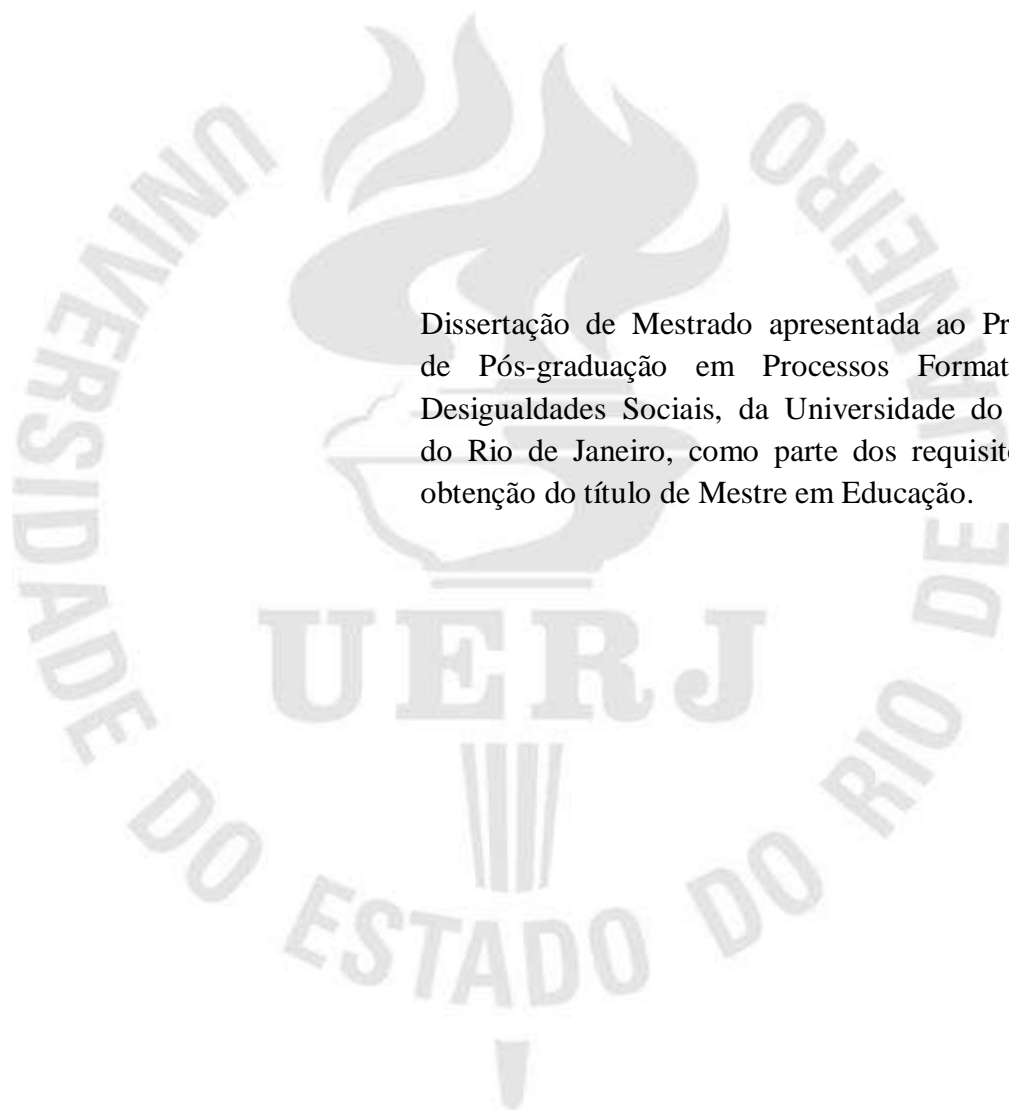 Dissertação de Mestrado apresentada ao Pr
de Pós-graduação em Processos Format
Desigualdades Sociais, da Universidade do
do Rio de Janeiro, como parte dos requisit
obtenção do título de Mestre em Educação.
UNIVERSIDADE DO ESTADO DO RIO DE JANEIRO
UERJ